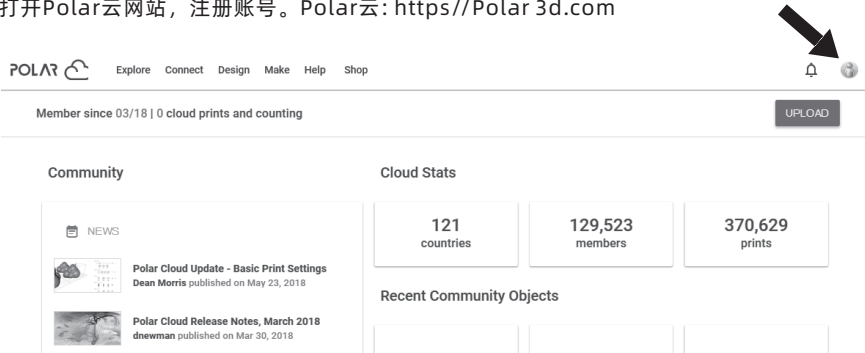 打开Polar云网站，注册账号。Polar云: https//Polar 3d.com
POLAR
Explore Connect Design Make Help Shop
Member since 03/18 | 0 cloud prints and counting
UPLOAD
Community
Cloud Stats
NEWS
121
countries
129,523
members
370,629
prints
Polar Cloud Update - Basic Print Settings
Dean Morris published on May 23, 2018
Recent Community Objects
Polar Cloud Release Notes, March 2018
dnewman published on Mar 30, 2018